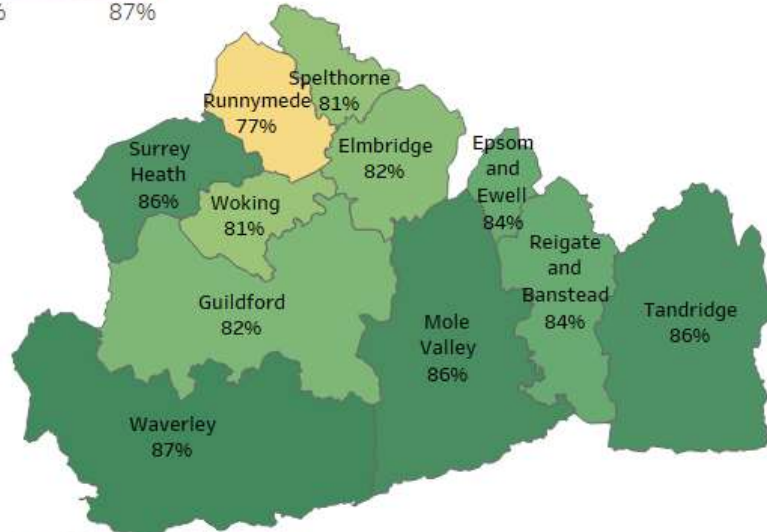 %
87%
Spelthorne
81%
Runnymede
77%
Elmbridge
82%
Epsom
and
Ewell
84%
Surrey
Heath
86%
Woking
81%
Reigate
and
Banstead
84%
Guildford
82%
Mole
Valley
86%
Tandridge
86%
Waverley
87%